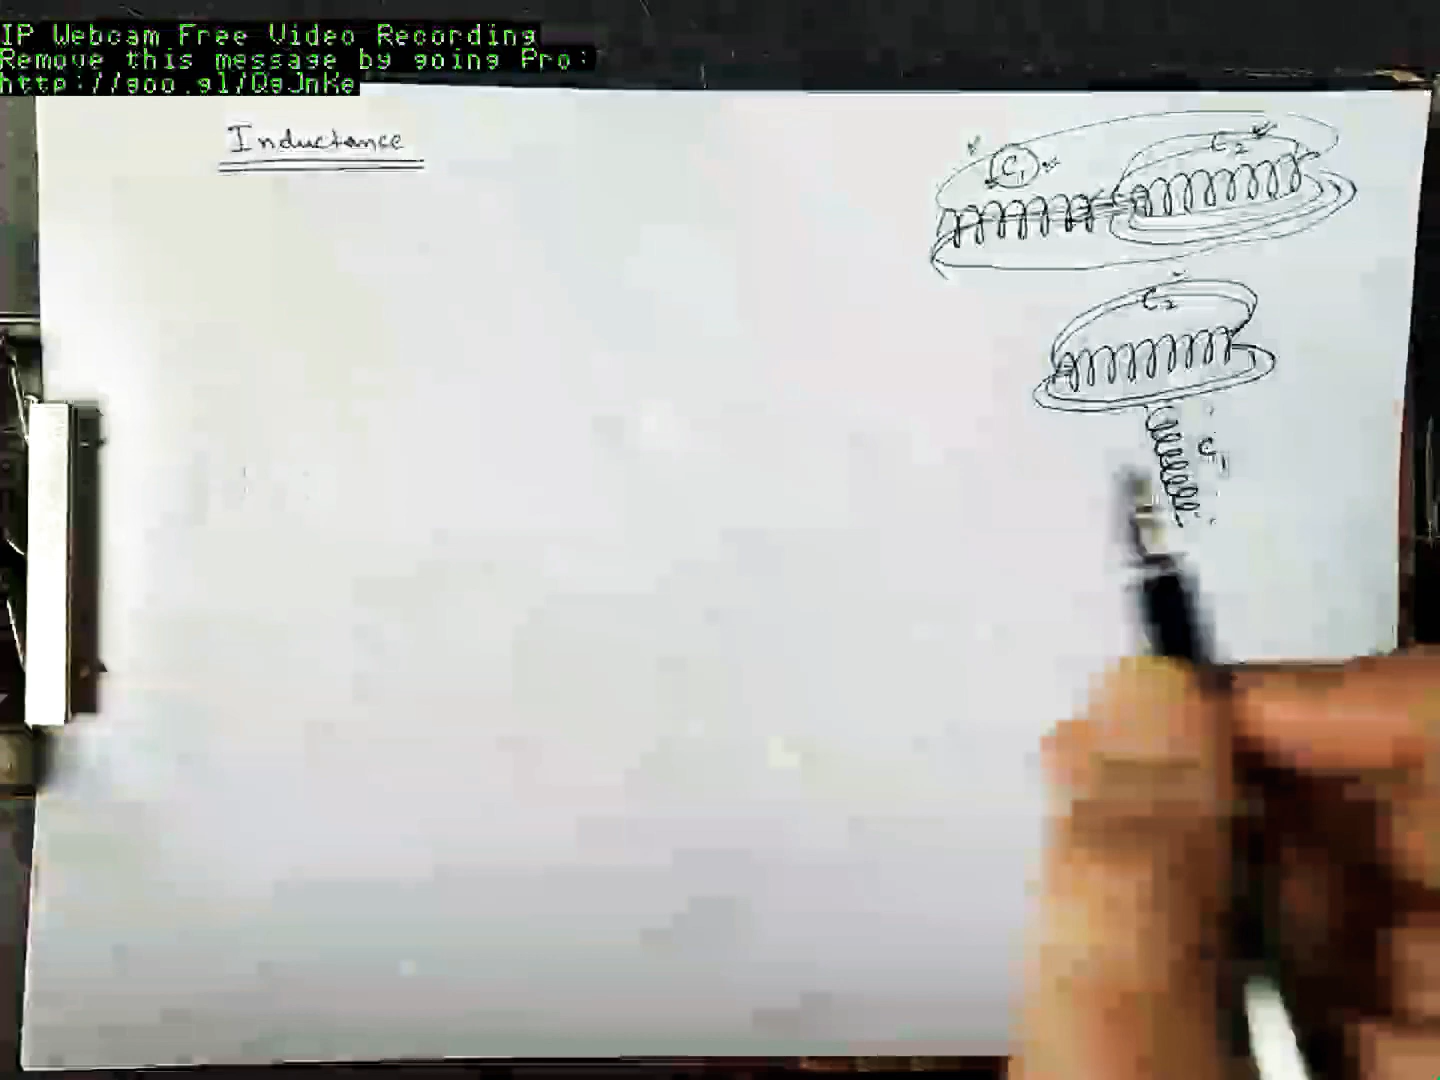 IP Webcam Free Video Recording
Remove this message by going Pro:
http://goo.gl/QgJnKe
Inductance
C1
C2
C2
C1